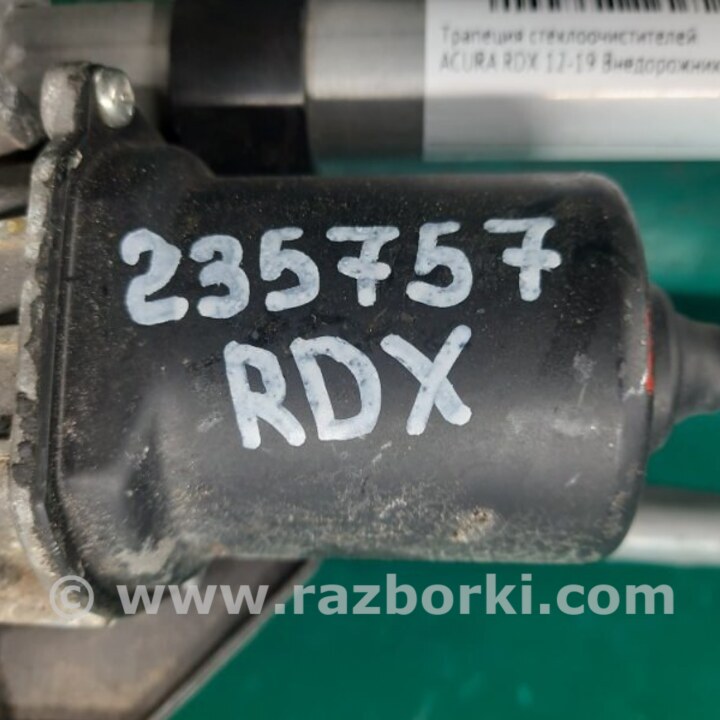 Трапеция стеклоочистителей
ACURA RDX 12-19 Внедорожник
235757
RDX
© www.razborki.com